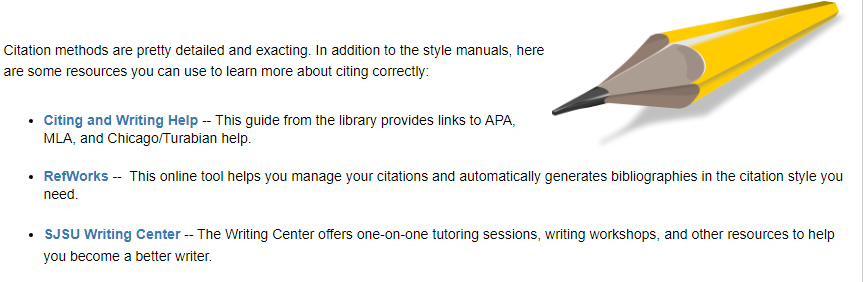 Citation methods are pretty detailed and exacting. In addition to the style manuals, here
are some resources you can use to learn more about citing correctly:
• Citing and Writing Help -- This guide from the library provides links to APA,
MLA, and Chicago/Turabian help.
• RefWorks --  This online tool helps you manage your citations and automatically generates bibliographies in the citation style you
need.
• SJSU Writing Center -- The Writing Center offers one-on-one tutoring sessions, writing workshops, and other resources to help
you become a better writer.